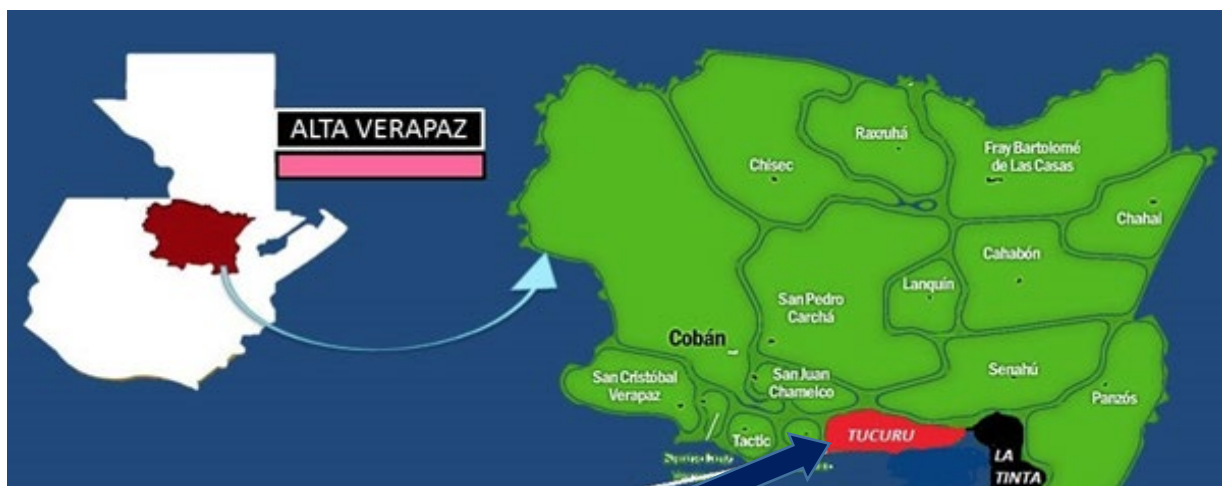 ALTA VERAPAZ
Raxruhá
Chisec
Fray Bartolomé
de Las Casas
Chahal
Cahabón
Lanquín
San Pedro
Carchá
Cobán
Senahú
San Cristóbal
Verapaz
San Juan
Chamelco
Panzós
Tactic
TUCURU
LA
TINTA